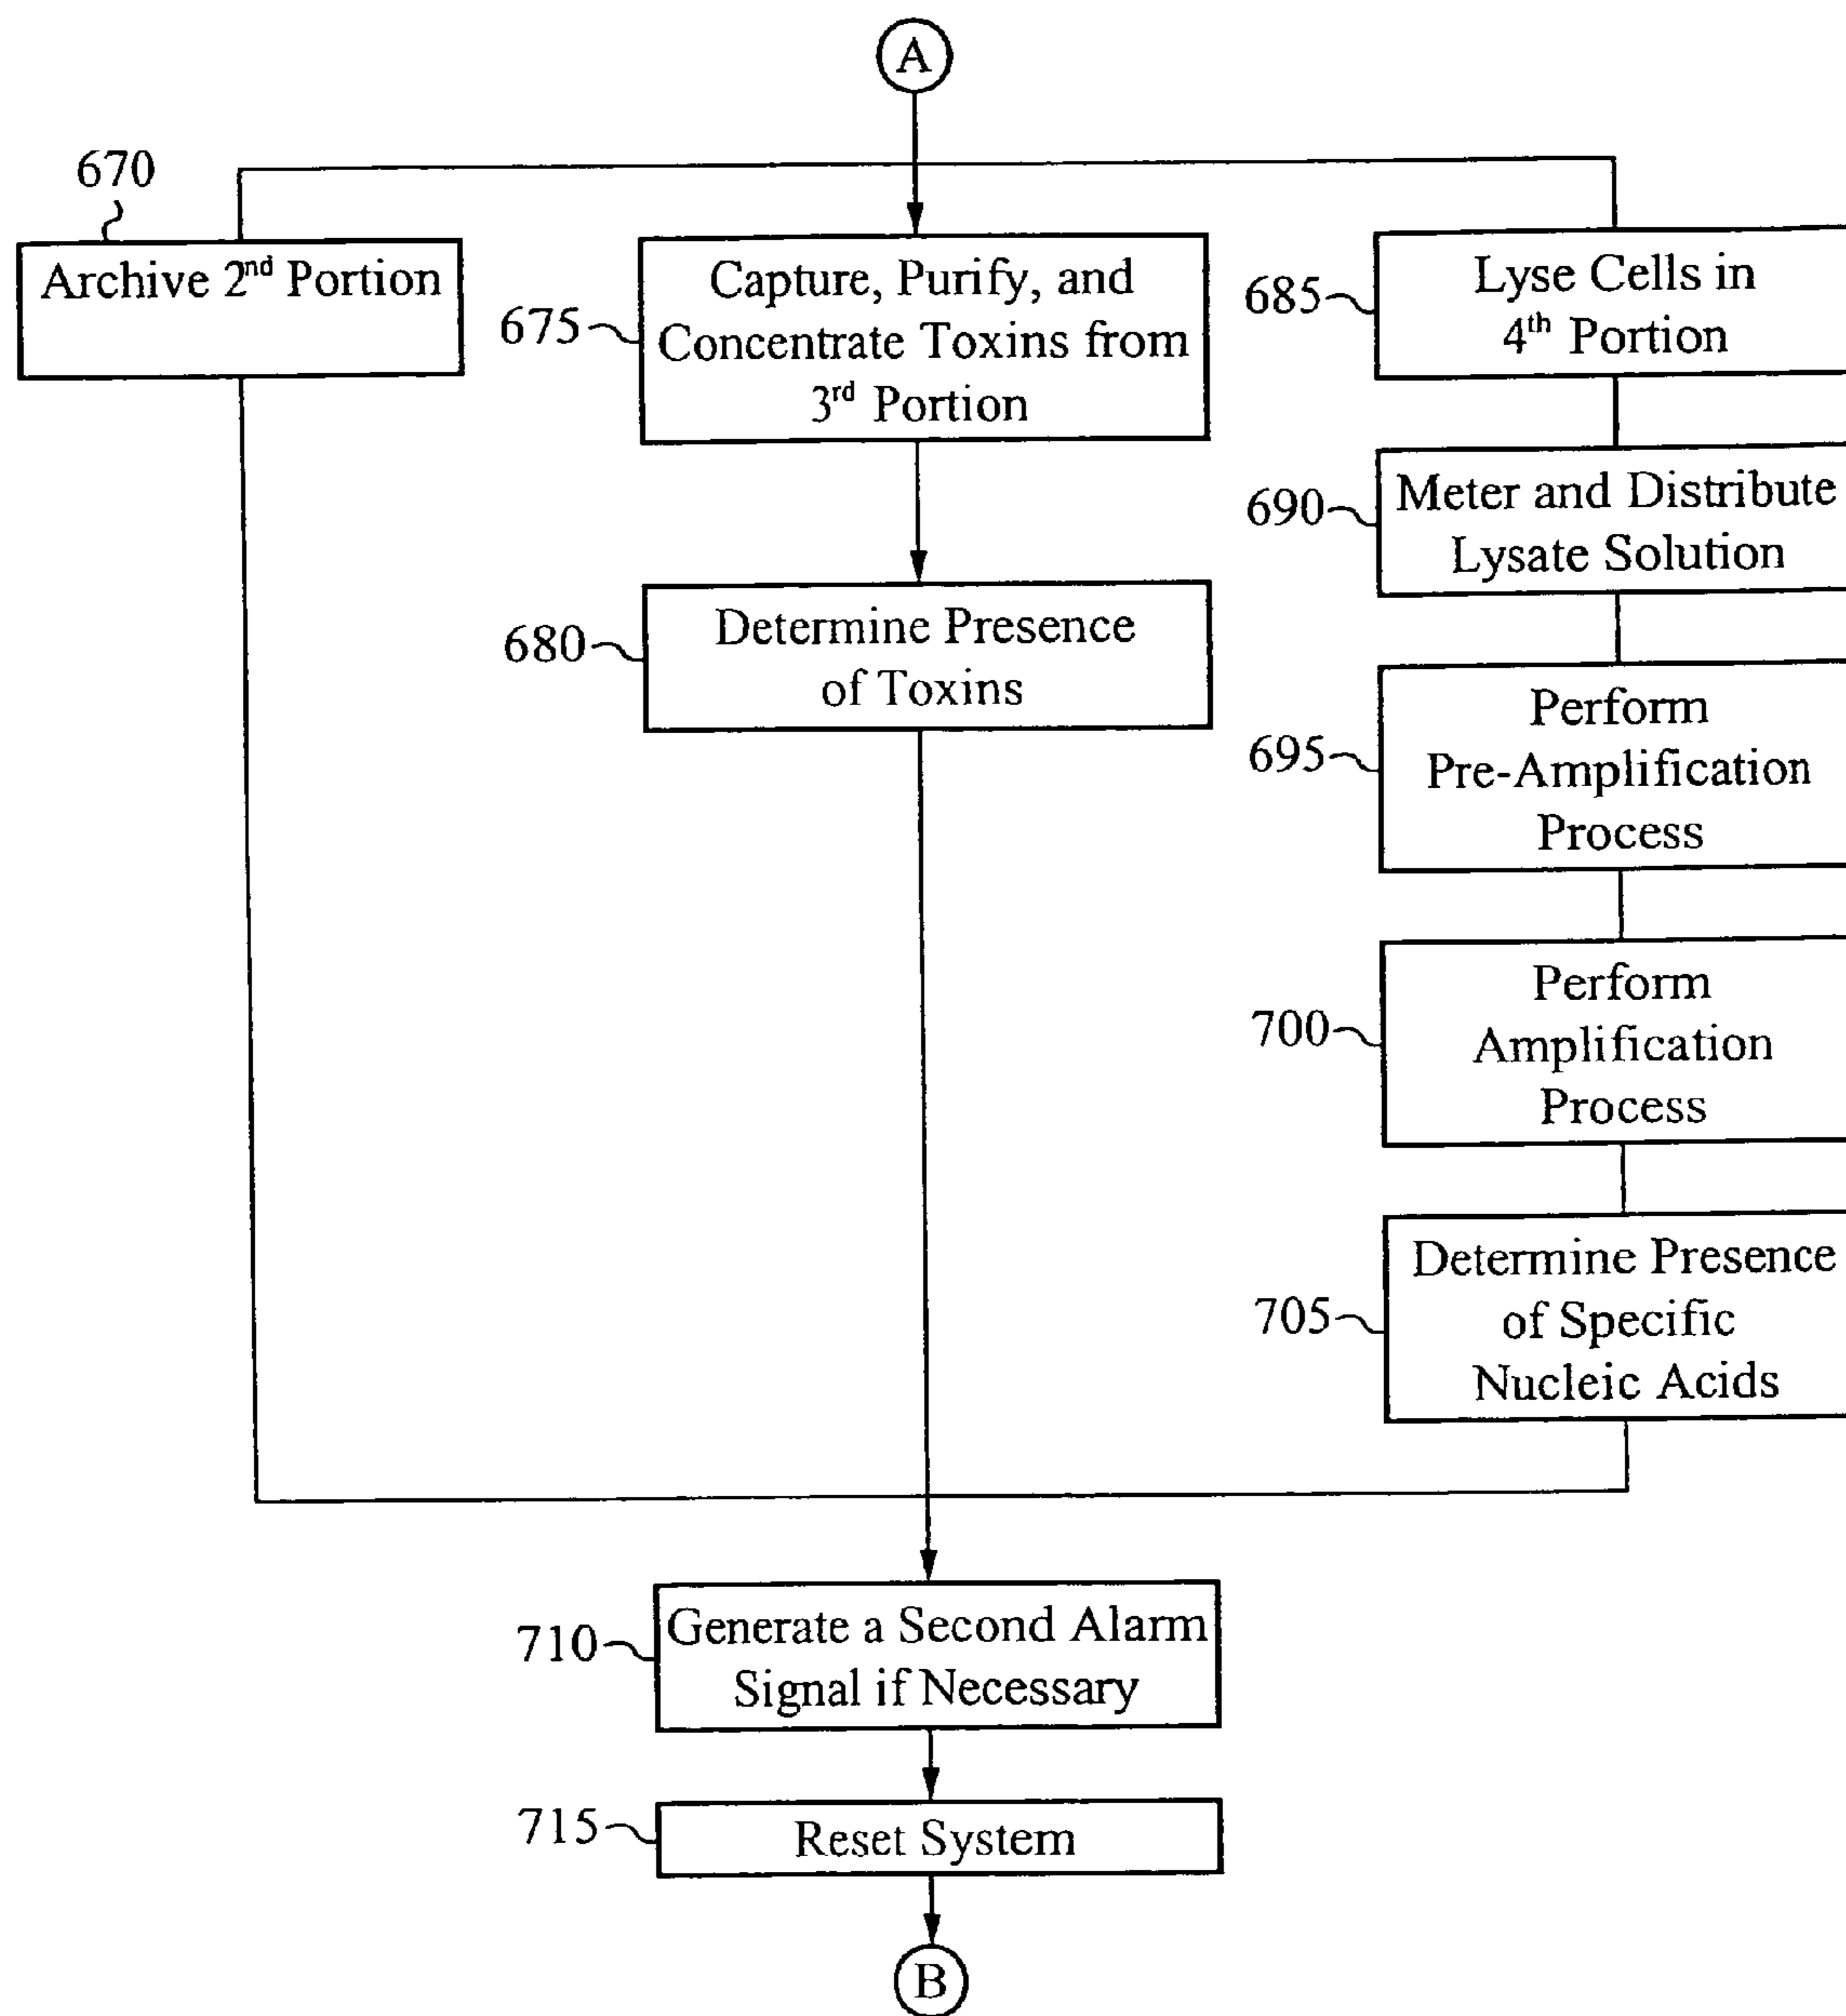 A
670
Archive 2nd Portion
675
Capture, Purify, and
Concentrate Toxins from
3rd Portion
680
Determine Presence
of Toxins
685
Lyse Cells in
4th Portion
690
Meter and Distribute
Lysate Solution
695
Perform
Pre-Amplification
Process
700
Perform
Amplification
Process
705
Determine Presence
of Specific
Nucleic Acids
710
Generate a Second Alarm
Signal if Necessary
715
Reset System
B